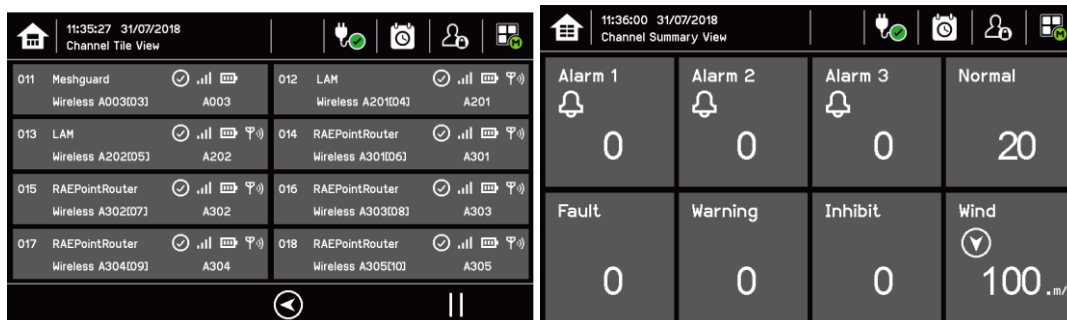 11:35:27 31/07/2018
Channel Tile View
011 Meshguard
Wireless A003[03] A003
012 LAM
Wireless A201[04] A201
013 LAM
Wireless A202[05] A202
014 RAEPointRouter
Wireless A301[06] A301
015 RAEPointRouter
Wireless A302[07] A302
016 RAEPointRouter
Wireless A303[08] A303
017 RAEPointRouter
Wireless A304[09] A304
018 RAEPointRouter
Wireless A305[10] A305
11:36:00 31/07/2018
Channel Summary View
Alarm 1
0
Alarm 2
0
Alarm 3
0
Normal
20
Fault
0
Warning
0
Inhibit
0
Wind
100.m/